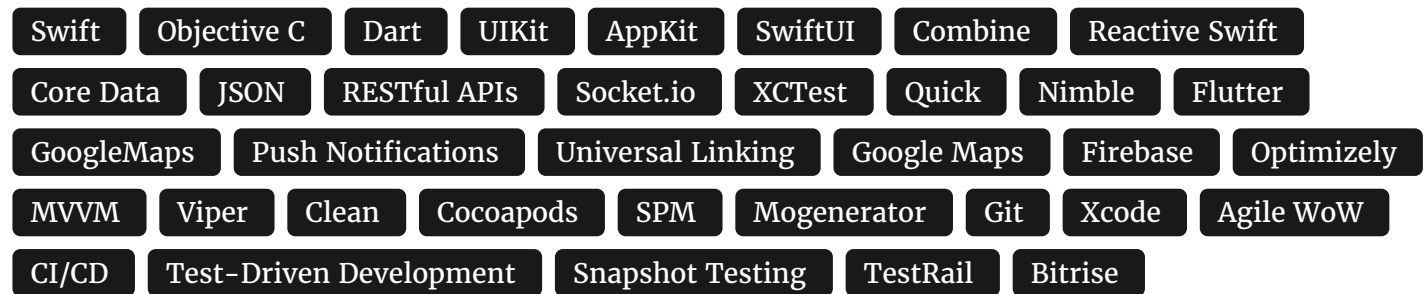 Swift Objective C Dart UIKit AppKit SwiftUI Combine Reactive Swift
Core Data JSON RESTful APIs Socket.io XCTest Quick Nimble Flutter
GoogleMaps Push Notifications Universal Linking Google Maps Firebase Optimizely
MVVM Viper Clean Cocoapods SPM Mogenerator Git Xcode Agile WoW
CI/CD Test-Driven Development Snapshot Testing TestRail Bitrise